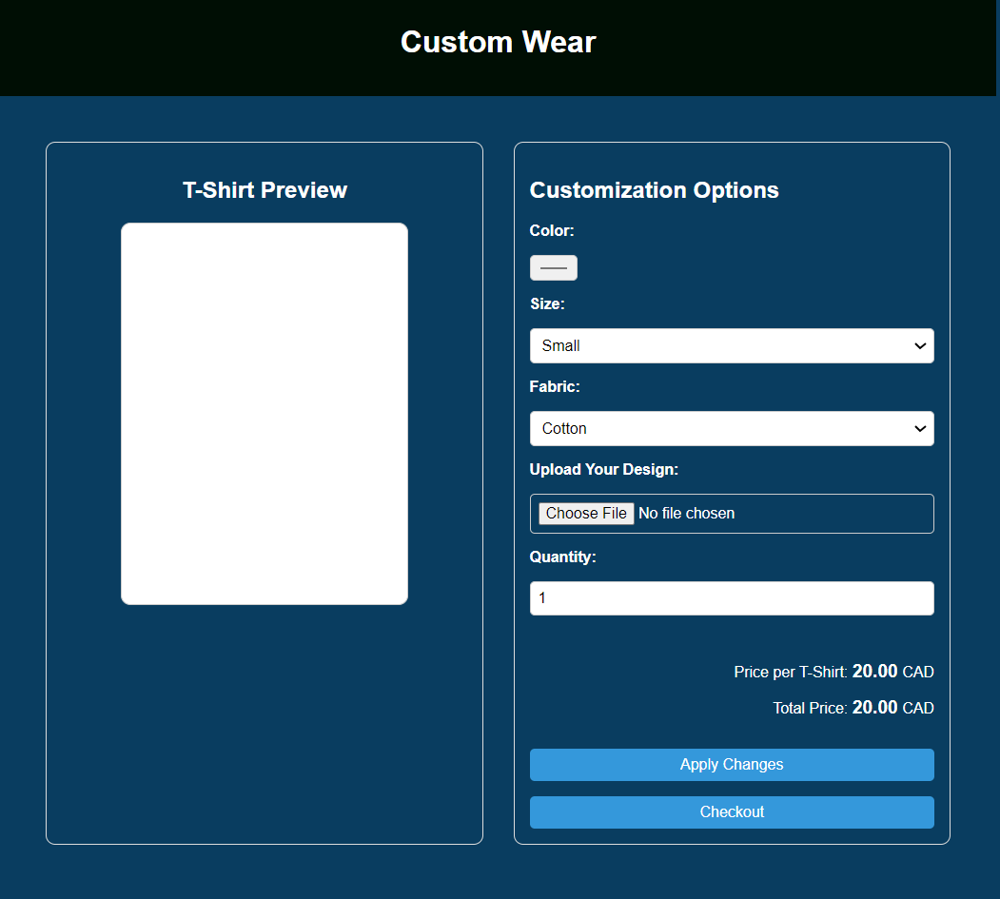 Custom Wear
T-Shirt Preview
Customization Options
Color:
Size:
Small
Fabric:
Cotton
Upload Your Design:
Choose File No file chosen
Quantity:
1
Price per T-Shirt: 20.00 CAD
Total Price: 20.00 CAD
Apply Changes
Checkout